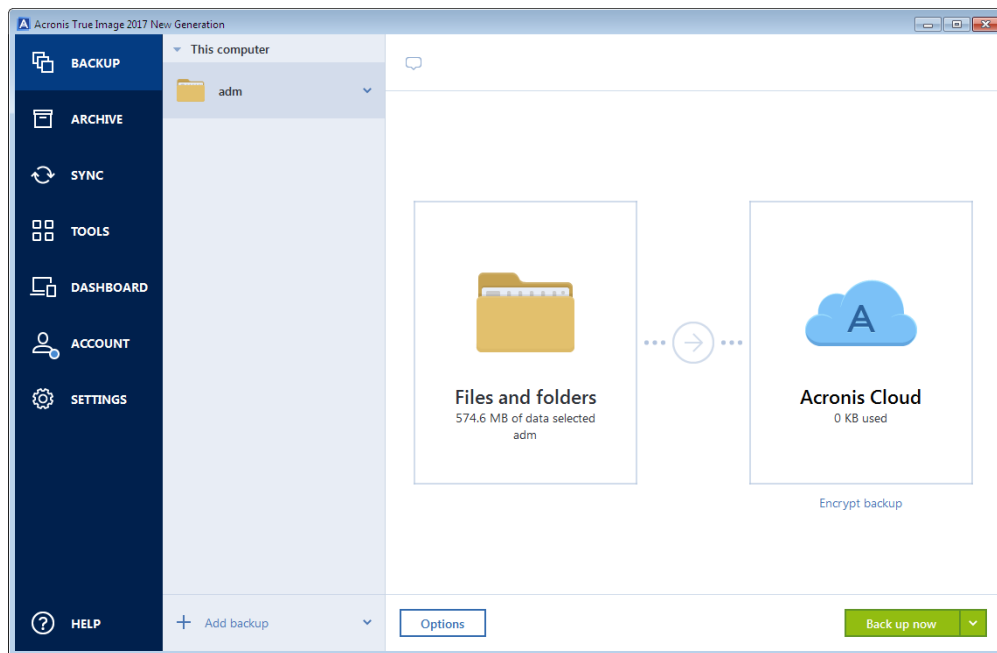 Acronis True Image 2017 New Generation
BACKUP
ARCHIVE
SYNC
TOOLS
DASHBOARD
ACCOUNT
SETTINGS
HELP
This computer
adm
Add backup
Files and folders
574.6 MB of data selected
adm
Acronis Cloud
0 KB used
Encrypt backup
Options
Back up now